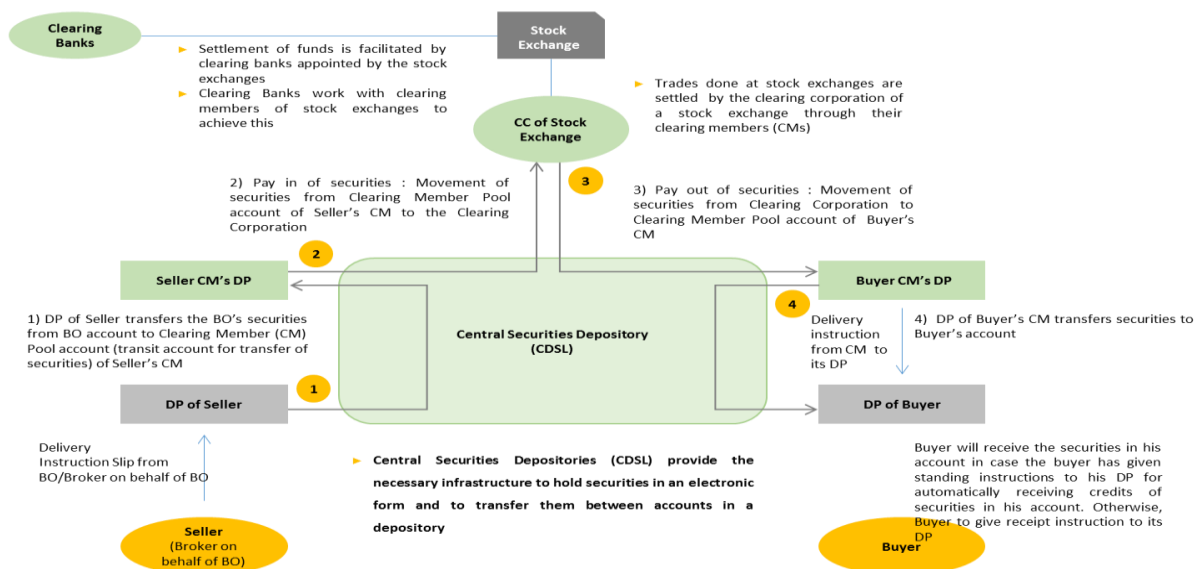 Clearing
Banks
Stock
Exchange
► Settlement of funds is facilitated by
clearing banks appointed by the stock
exchanges
► Clearing Banks work with clearing
members of stock exchanges to
achieve this
► Trades done at stock exchanges are
settled by the clearing corporation of
a stock exchange through their
clearing members (CMs)
CC of Stock
Exchange
2) Pay in of securities : Movement of
securities from Clearing Member Pool
account of Seller's CM to the Clearing
Corporation
3
3) Pay out of securities : Movement of
securities from Clearing Corporation to
Clearing Member Pool account of Buyer's
CM
2
Seller CM's DP
Buyer CM's DP
4
1) DP of Seller transfers the BO's securities
from BO account to Clearing Member (CM)
Pool account (transit account for transfer of
securities) of Seller's CM
Central Securities Depository
(CDSL)
Delivery
instruction
from CM to
its DP
4) DP of Buyer's CM transfers securities to
Buyer's account
1
DP of Seller
DP of Buyer
Delivery
Instruction Slip from
BO/Broker on behalf of BO
► Central Securities Depositories (CDSL) provide the
necessary infrastructure to hold securities in an electronic
form and to transfer them between accounts in a
depository
Buyer will receive the securities in his
account in case the buyer has given
standing instructions to his DP for
automatically receiving credits of
securities in his account. Otherwise,
Buyer to give receipt instruction to its
DP
Seller
(Broker on
behalf of BO)
Buyer